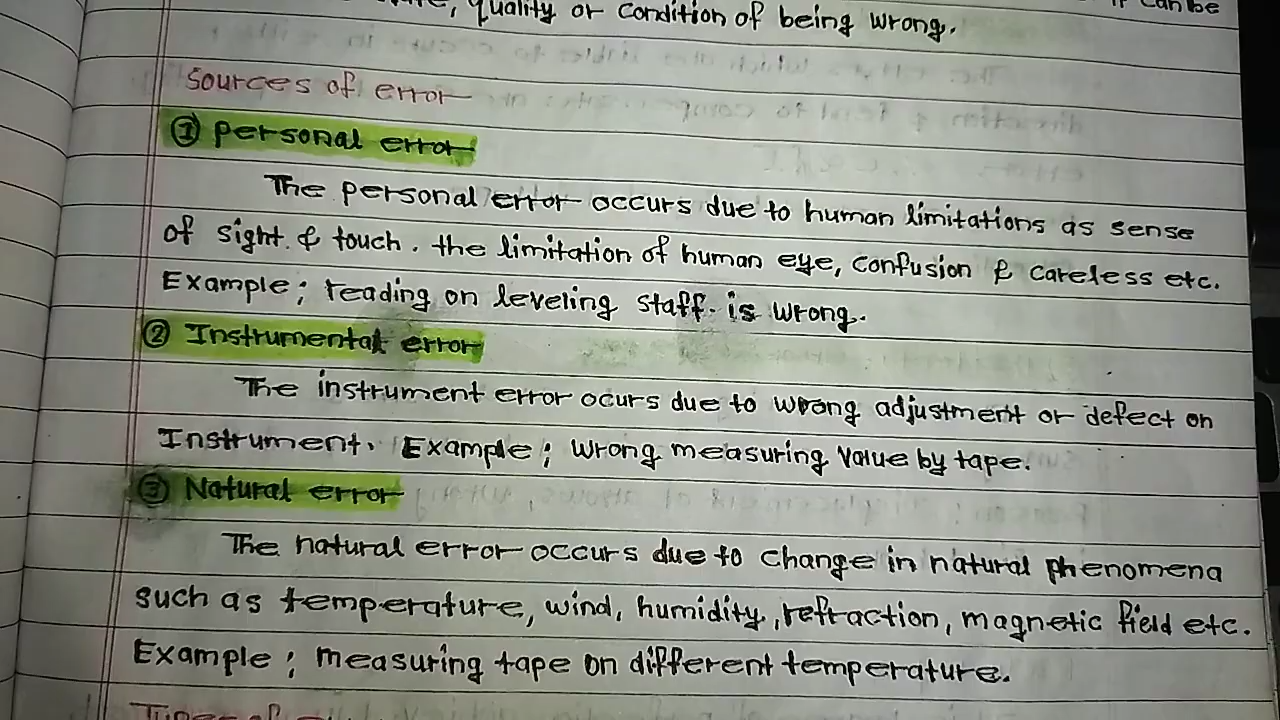 quality or condition of being wrong.
can be
Sources of error
① personal error
The personal error occurs due to human limitations as sense
of sight & touch. the limitation of human eye, confusion & careless etc.
Example; reading on leveling staff is wrong.
② Instrumental error
The instrument error ocurs due to wrong adjustment or defect on
Instrument. Example; wrong measuring value by tape.
③ Natural error
The natural error occurs due to change in natural phenomena
such as temperature, wind, humidity, refraction, magnetic field etc.
Example; measuring tape on different temperature.